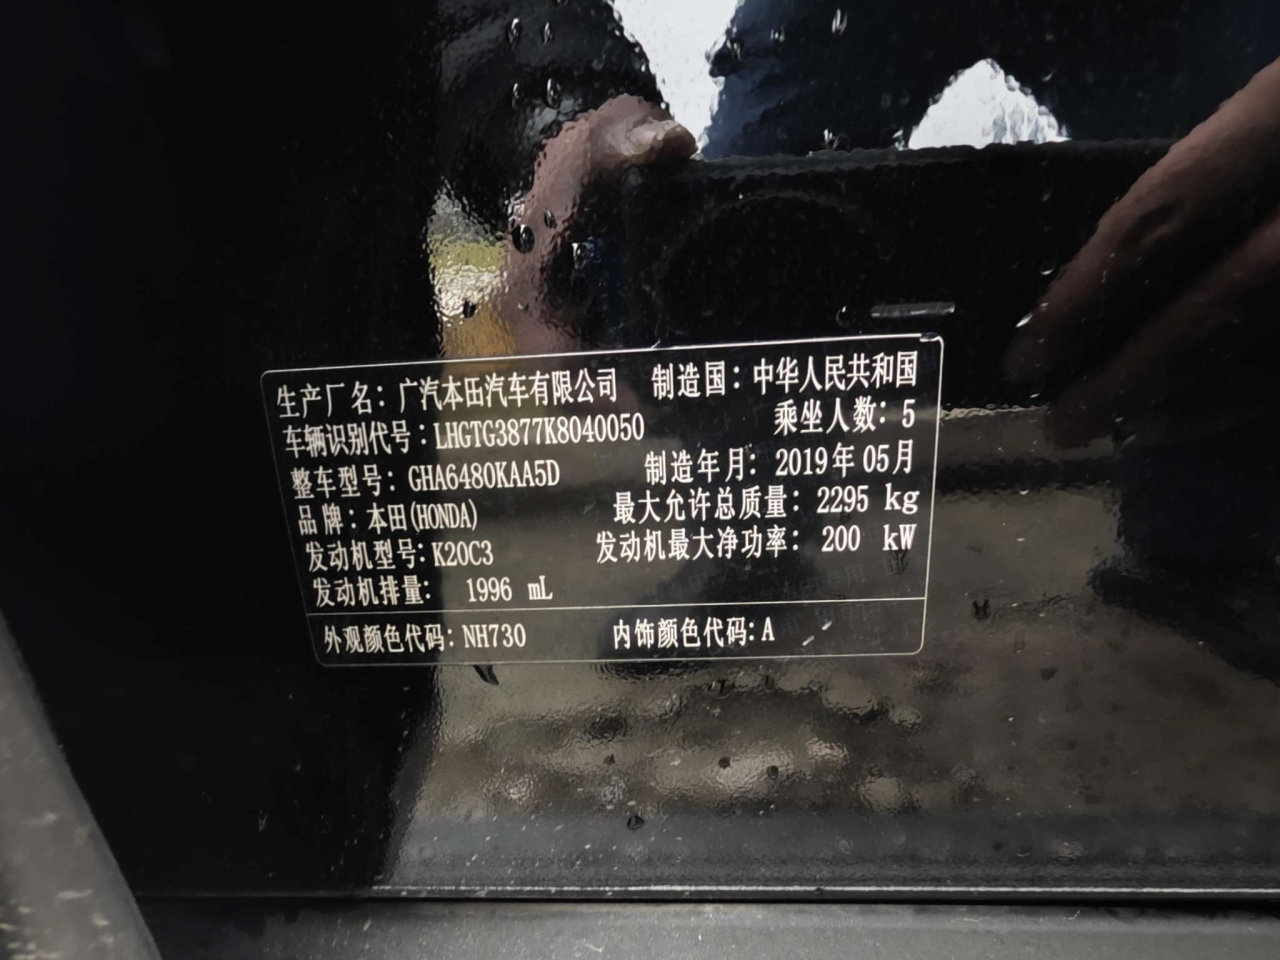 生产厂名：广汽本田汽车有限公司 制造国：中华人民共和国
车辆识别代号：LHGTG3877K8040050 乘坐人数：5
整车型号：GHA6480KAA5D 制造年月：2019年05月
品牌：本田(HONDA) 最大允许总质量：2295 kg
发动机型号：K20C3 发动机最大净功率：200 kW
发动机排量： 1996 mL
外观颜色代码：NH730 内饰颜色代码：A